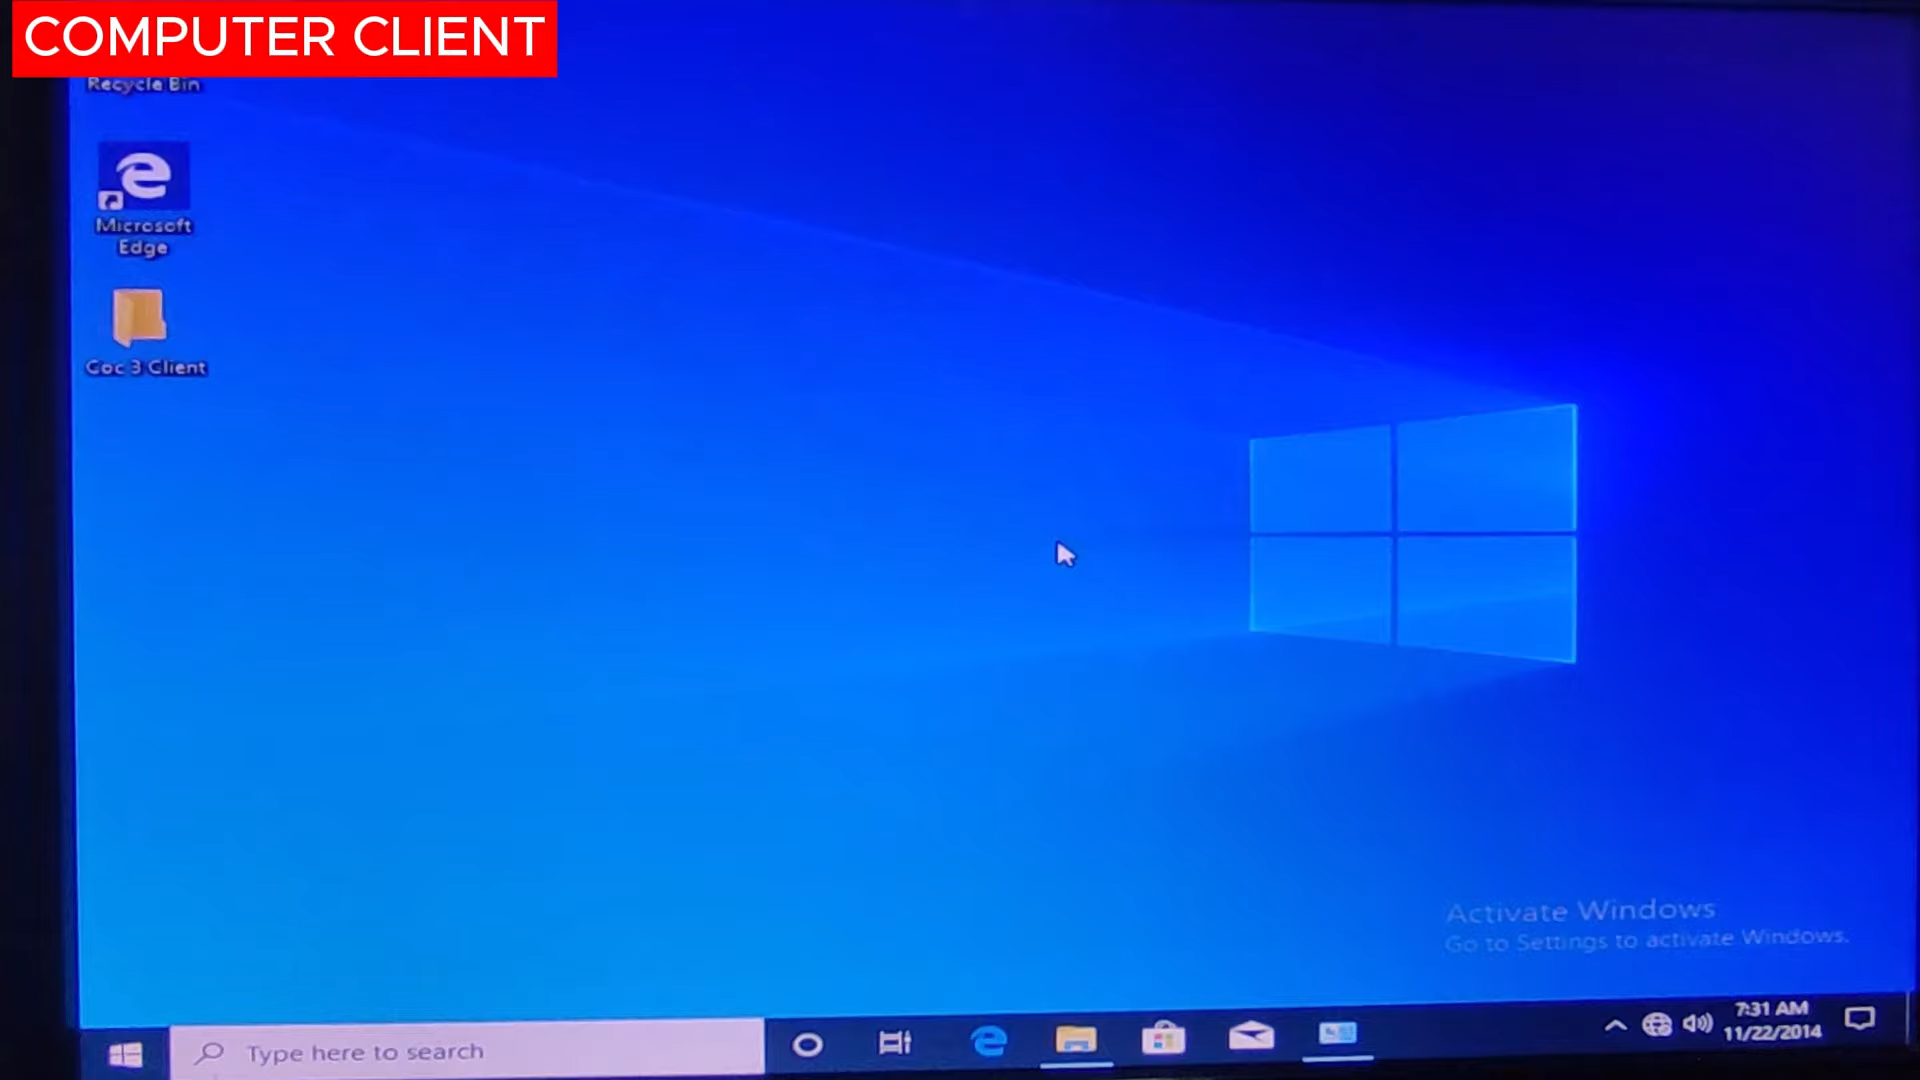 COMPUTER CLIENT
Recycle Bin
Microsoft
Edge
Coc 3 Client
Activate Windows
Go to Settings to activate Windows.
Type here to search
7:31 AM
11/22/2014